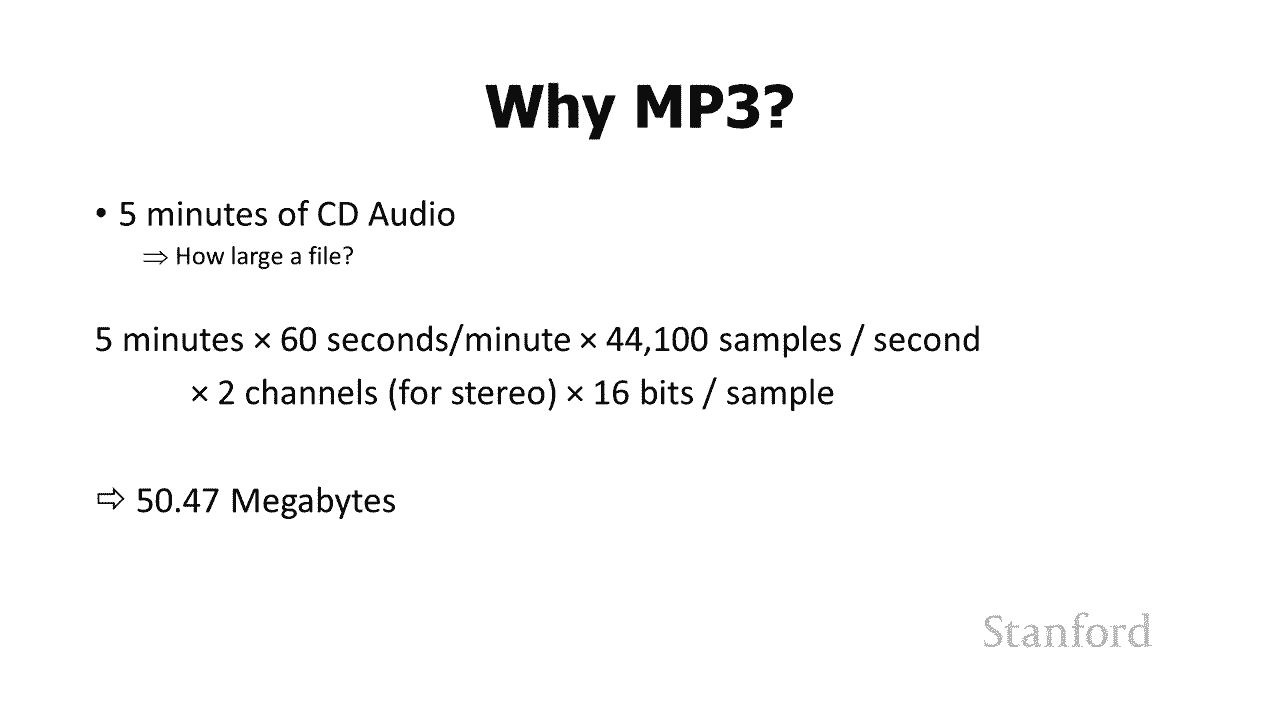 Why MP3?
• 5 minutes of CD Audio
⇒ How large a file?
5 minutes × 60 seconds/minute × 44,100 samples / second
× 2 channels (for stereo) × 16 bits / sample
⇨ 50.47 Megabytes
Stanford